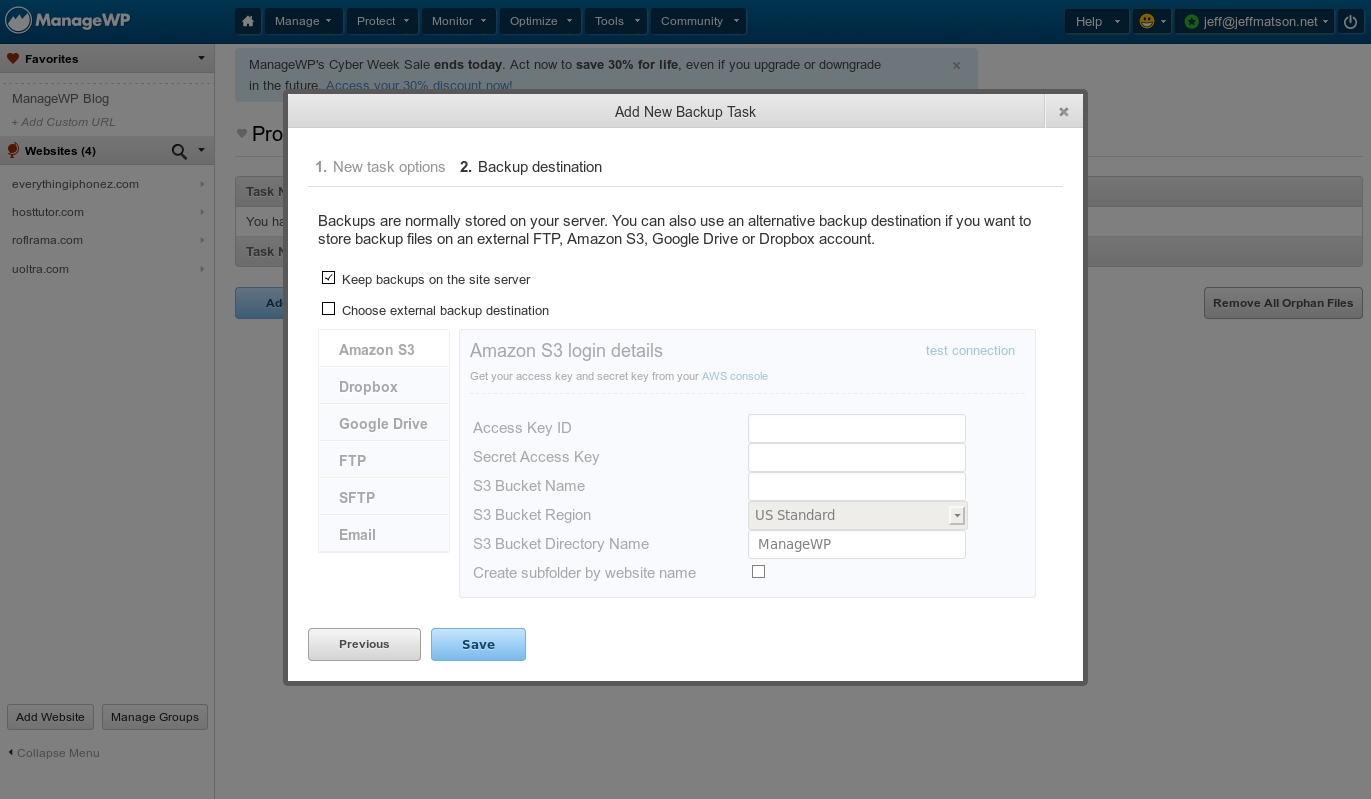 ManageWP
Manage
Protect
Monitor
Optimize
Tools
Community
Help
jeff@jeffmatson.net
Favorites
ManageWP Blog
+ Add Custom URL
Websites (4)
everythingiphonez.com
hosttutor.com
roflrama.com
uoltra.com
Add Website
Manage Groups
Collapse Menu
ManageWP's Cyber Week Sale ends today. Act now to save 30% for life, even if you upgrade or downgrade
in the future. Access your 30% discount now!
Task
You
Task
Remove All Orphan Files
Add New Backup Task
1. New task options 2. Backup destination
Backups are normally stored on your server. You can also use an alternative backup destination if you want to
store backup files on an external FTP, Amazon S3, Google Drive or Dropbox account.
Keep backups on the site server
Choose external backup destination
Amazon S3
Dropbox
Google Drive
FTP
SFTP
Email
Amazon S3 login details
test connection
Get your access key and secret key from your AWS console
Access Key ID
Secret Access Key
S3 Bucket Name
S3 Bucket Region
US Standard
S3 Bucket Directory Name
ManageWP
Create subfolder by website name
Previous
Save